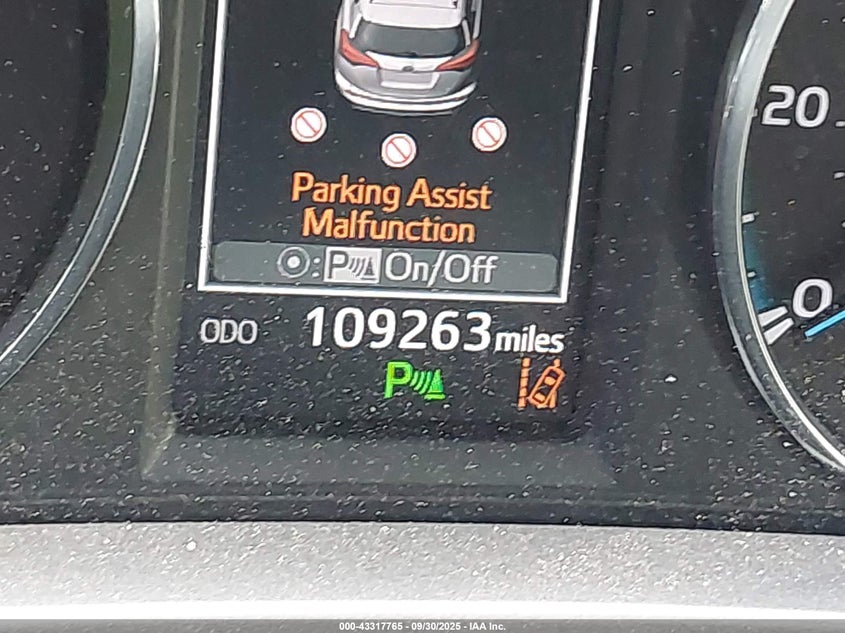 20
Parking Assist
Malfunction
: P On/Off
0
ODO 109263 miles
P
000-43317765 - 09/30/2025 - IAA Inc.